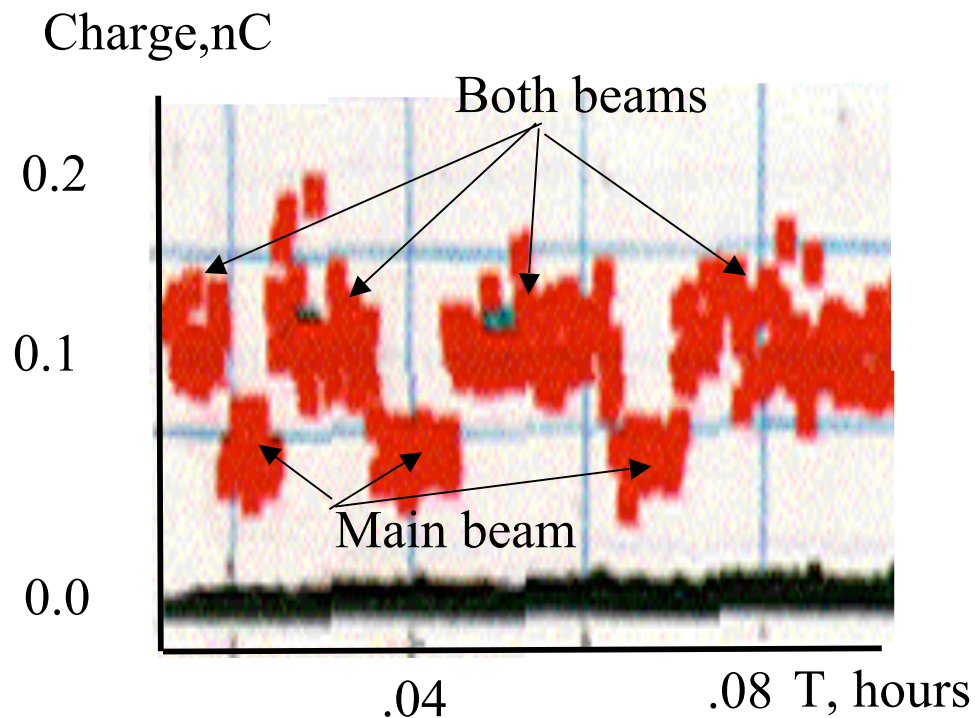 Charge,nC
Both beams
0.2
0.1
Main beam
0.0
.04
.08 T, hours